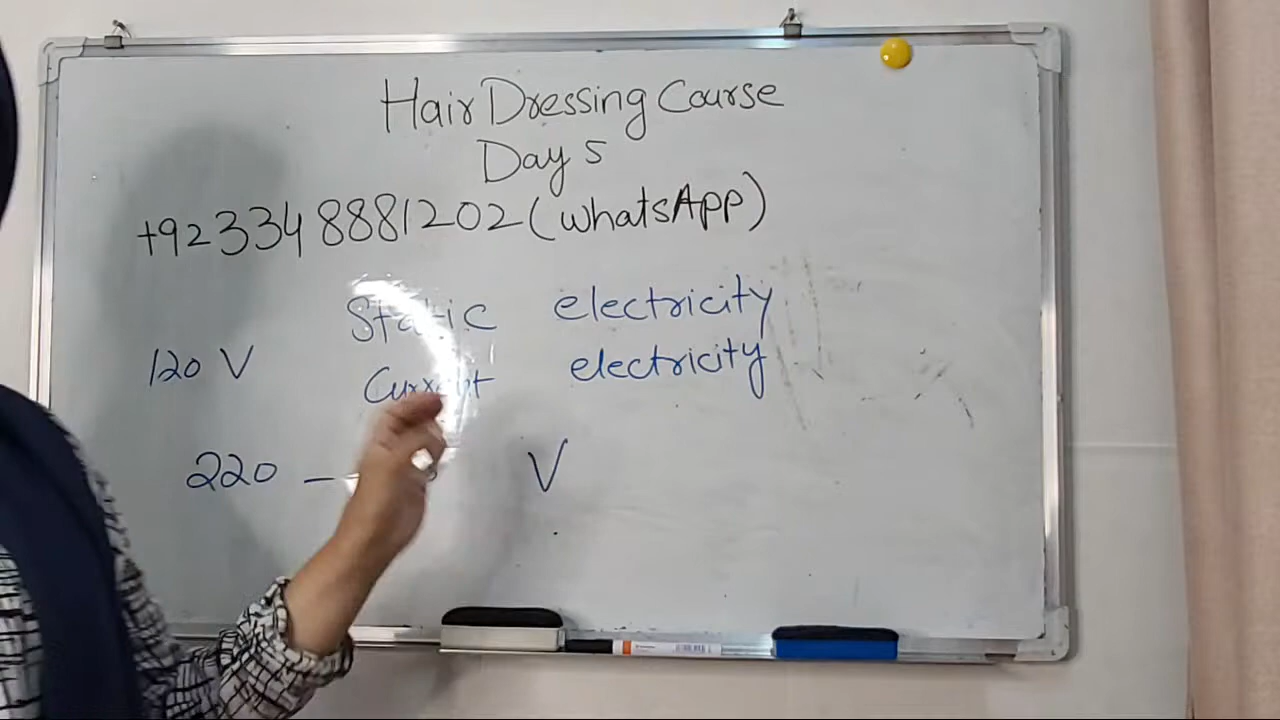 Hair Dressing Course
Day 5
+923348881202 (whatsApp)
Static electricity
120 V
Current electricity
220 – V